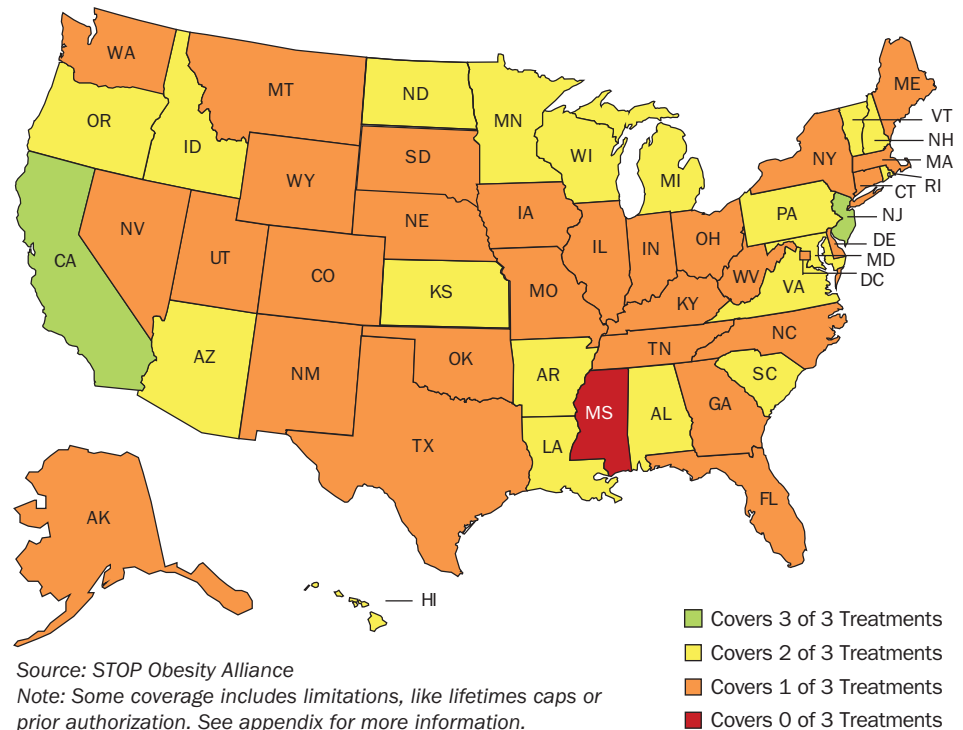 WA
ME
MT
ND
VT
OR
MN
NH
ID
SD
WI
NY
MA
MI
WY
RI
CT
IA
PA
NJ
NE
NV
OH
DE
IL
IN
UT
MD
CA
CO
WV
DC
KS
MO
VA
KY
NC
TN
AZ
OK
NM
AR
SC
MS
AL
GA
TX
LA
FL
AK
HI
Covers 3 of 3 Treatments
Covers 2 of 3 Treatments
Covers 1 of 3 Treatments
Covers 0 of 3 Treatments
Source: STOP Obesity Alliance
Note: Some coverage includes limitations, like lifetimes caps or
prior authorization. See appendix for more information.